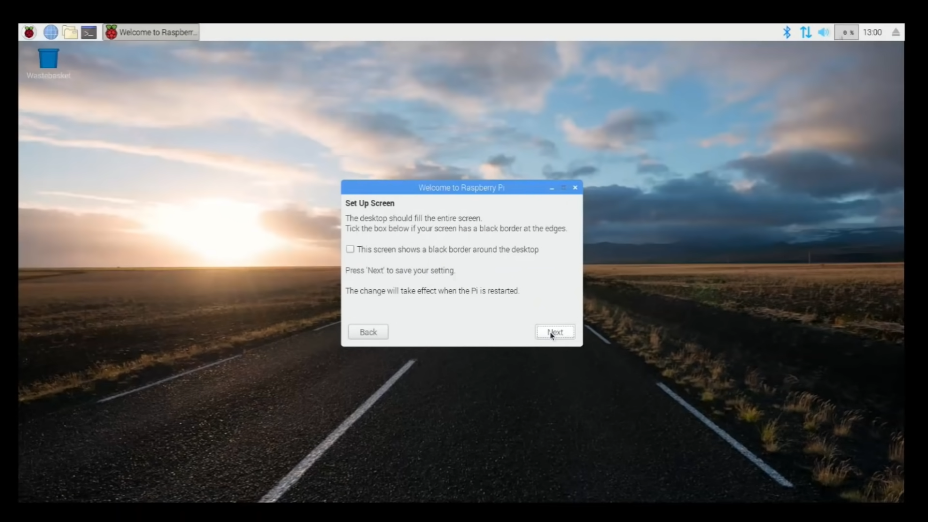 Welcome to Raspberr...
0 %
13:00
Wastebasket
Welcome to Raspberry Pi
Set Up Screen
The desktop should fill the entire screen.
Tick the box below if your screen has a black border at the edges.
This screen shows a black border around the desktop
Press 'Next' to save your setting.
The change will take effect when the Pi is restarted.
Back
Next